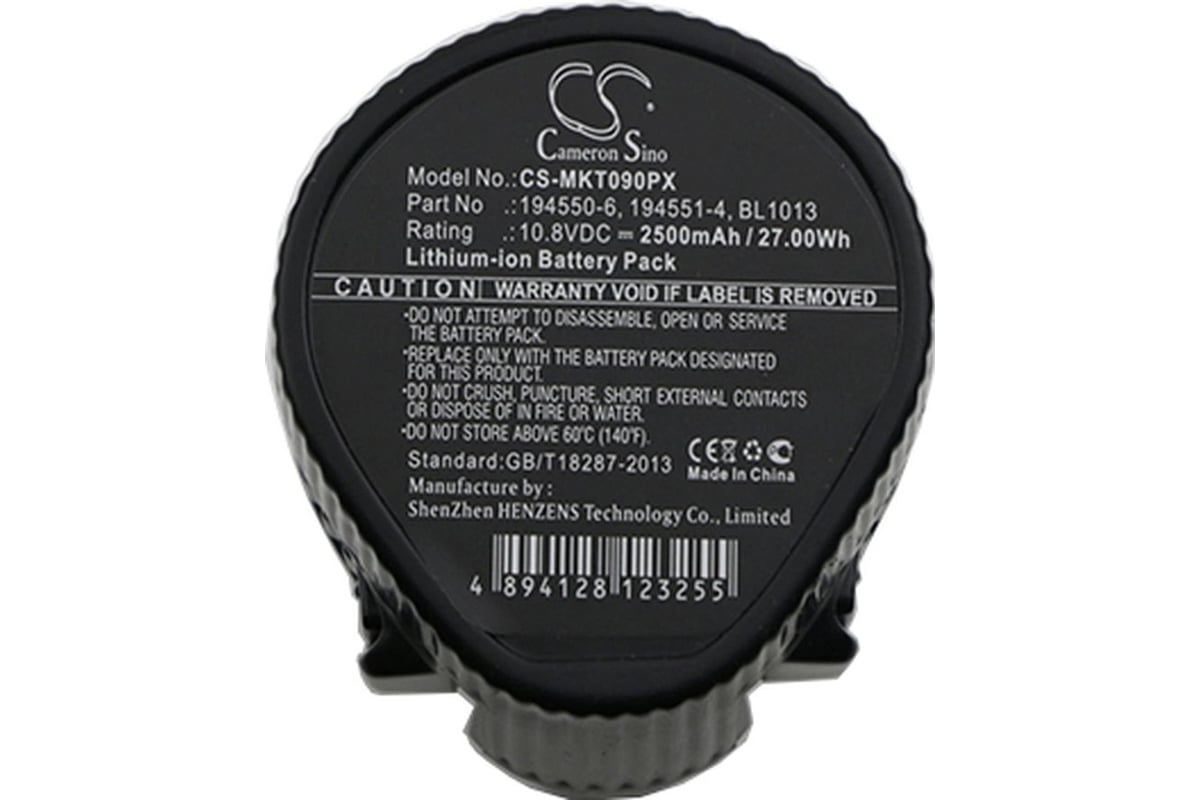 CS®
Cameron Sino
Model No.:CS-MKT090PX
Part No .:194550-6, 194551-4, BL1013
Rating .:10.8VDC ⎓ 2500mAh / 27.00Wh
Lithium-ion Battery Pack
CAUTION WARRANTY VOID IF LABEL IS REMOVED
•DO NOT ATTEMPT TO DISASSEMBLE, OPEN OR SERVICE
THE BATTERY PACK.
•REPLACE ONLY WITH THE BATTERY PACK DESIGNATED
FOR THIS PRODUCT.
•DO NOT CRUSH, PUNCTURE, SHORT EXTERNAL CONTACTS
OR DISPOSE OF IN FIRE OR WATER.
•DO NOT STORE ABOVE 60°C (140°F).
CE
Standard:GB/T18287-2013
Made In China
Manufacture by :
ShenZhen HENZENS Technology Co., Limited
4 894128 123255